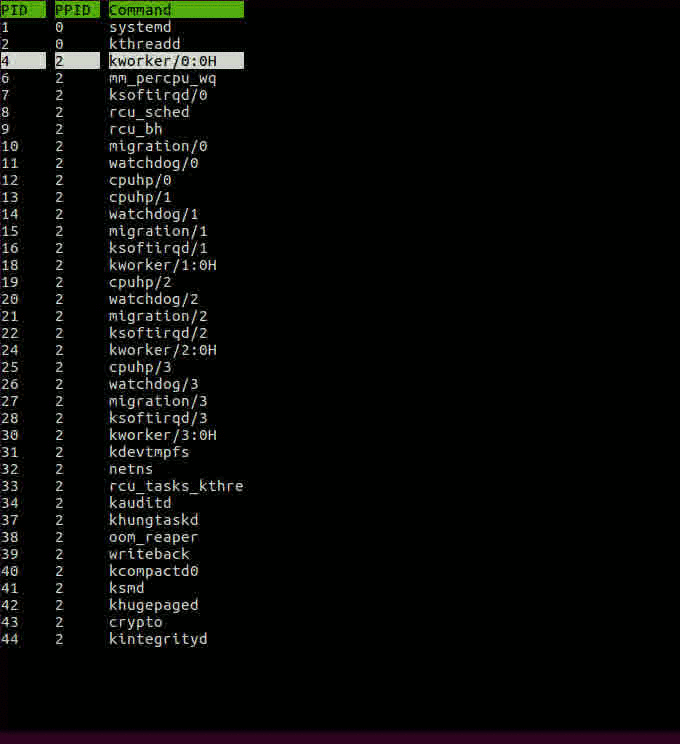 PID PPID Command
1 0 systemd
2 0 kthreadd
4 2 kworker/0:0H
6 2 mm_percpu_wq
7 2 ksoftirqd/0
8 2 rcu_sched
9 2 rcu_bh
10 2 migration/0
11 2 watchdog/0
12 2 cpuhp/0
13 2 cpuhp/1
14 2 watchdog/1
15 2 migration/1
16 2 ksoftirqd/1
18 2 kworker/1:0H
19 2 cpuhp/2
20 2 watchdog/2
21 2 migration/2
22 2 ksoftirqd/2
24 2 kworker/2:0H
25 2 cpuhp/3
26 2 watchdog/3
27 2 migration/3
28 2 ksoftirqd/3
30 2 kworker/3:0H
31 2 kdevtmpfs
32 2 netns
33 2 rcu_tasks_kthre
34 2 kauditd
37 2 khungtaskd
38 2 oom_reaper
39 2 writeback
40 2 kcompactd0
41 2 ksmd
42 2 khugepaged
43 2 crypto
44 2 kintegrityd